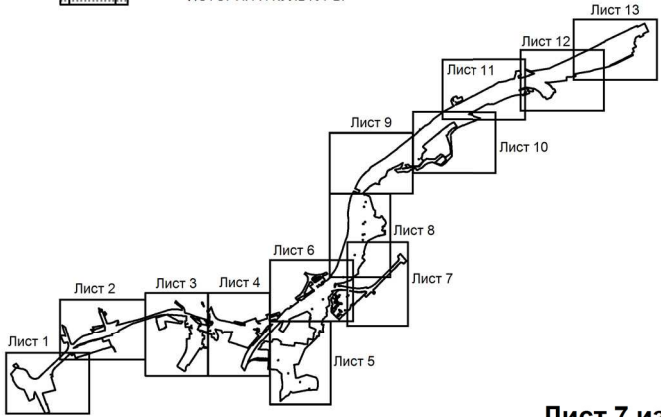 Лист 13
Лист 12
Лист 11
Лист 9
Лист 10
Лист 8
Лист 6
Лист 7
Лист 2
Лист 3
Лист 4
Лист 1
Лист 5
Лист 7 из